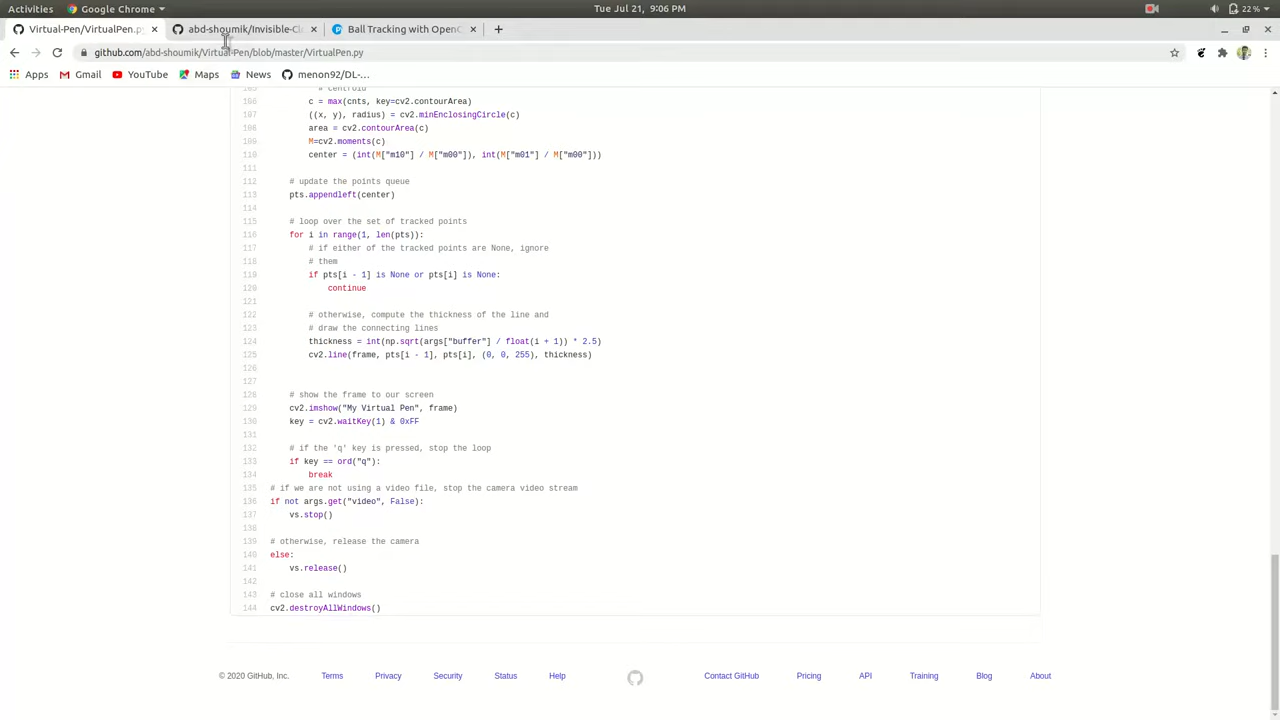 Activities
Google Chrome
Tue Jul 21, 9:06 PM
22%
Virtual-Pen/VirtualPen.py
abd-shoumik/Invisible-Cl
Ball Tracking with OpenC
github.com/abd-shoumik/Virtual-Pen/blob/master/VirtualPen.py
Apps
Gmail
YouTube
Maps
News
menon92/DL-...
105 # centroid
106 c = max(cnts, key=cv2.contourArea)
107 ((x, y), radius) = cv2.minEnclosingCircle(c)
108 area = cv2.contourArea(c)
109 M=cv2.moments(c)
110 center = (int(M["m10"] / M["m00"]), int(M["m01"] / M["m00"]))
111
112 # update the points queue
113 pts.appendleft(center)
114
115 # loop over the set of tracked points
116 for i in range(1, len(pts)):
117 # if either of the tracked points are None, ignore
118 # them
119 if pts[i - 1] is None or pts[i] is None:
120 continue
121
122 # otherwise, compute the thickness of the line and
123 # draw the connecting lines
124 thickness = int(np.sqrt(args["buffer"] / float(i + 1)) * 2.5)
125 cv2.line(frame, pts[i - 1], pts[i], (0, 0, 255), thickness)
126
127
128 # show the frame to our screen
129 cv2.imshow("My Virtual Pen", frame)
130 key = cv2.waitKey(1) & 0xFF
131
132 # if the 'q' key is pressed, stop the loop
133 if key == ord("q"):
134 break
135 # if we are not using a video file, stop the camera video stream
136 if not args.get("video", False):
137 vs.stop()
138
139 # otherwise, release the camera
140 else:
141 vs.release()
142
143 # close all windows
144 cv2.destroyAllWindows()
© 2020 GitHub, Inc.
Terms
Privacy
Security
Status
Help
Contact GitHub
Pricing
API
Training
Blog
About